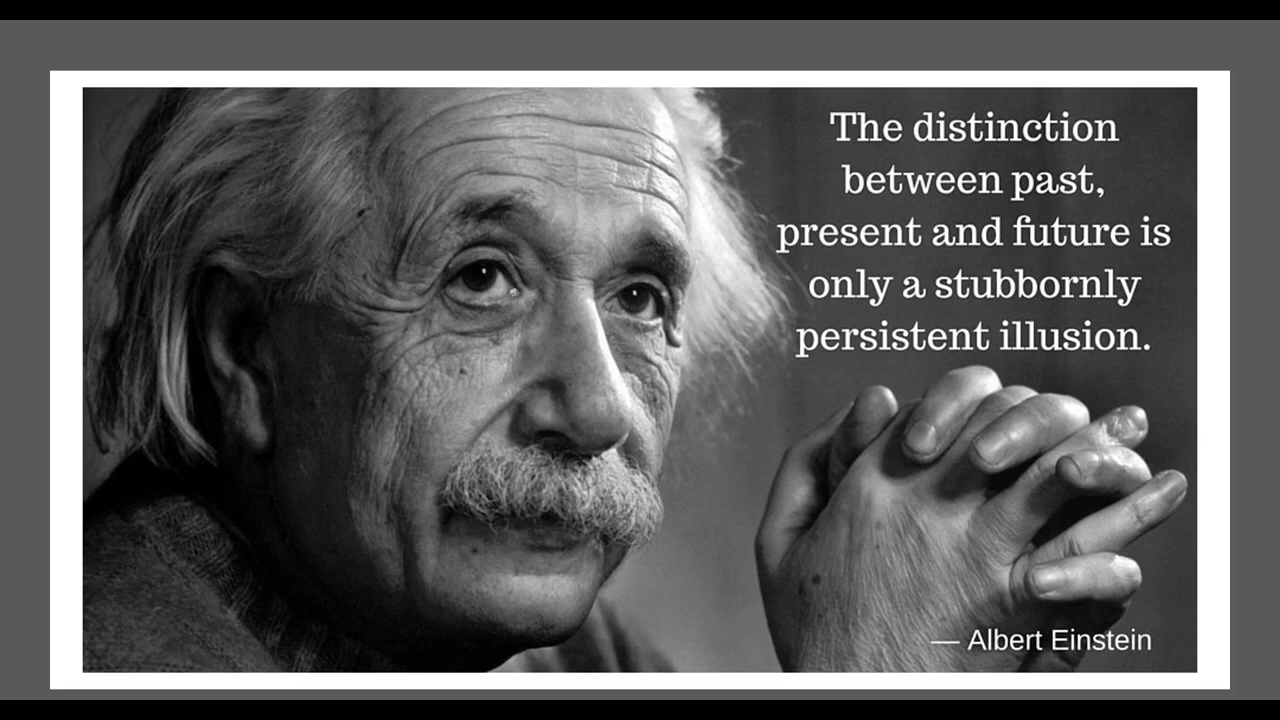 The distinction
between past,
present and future is
only a stubbornly
persistent illusion.
— Albert Einstein